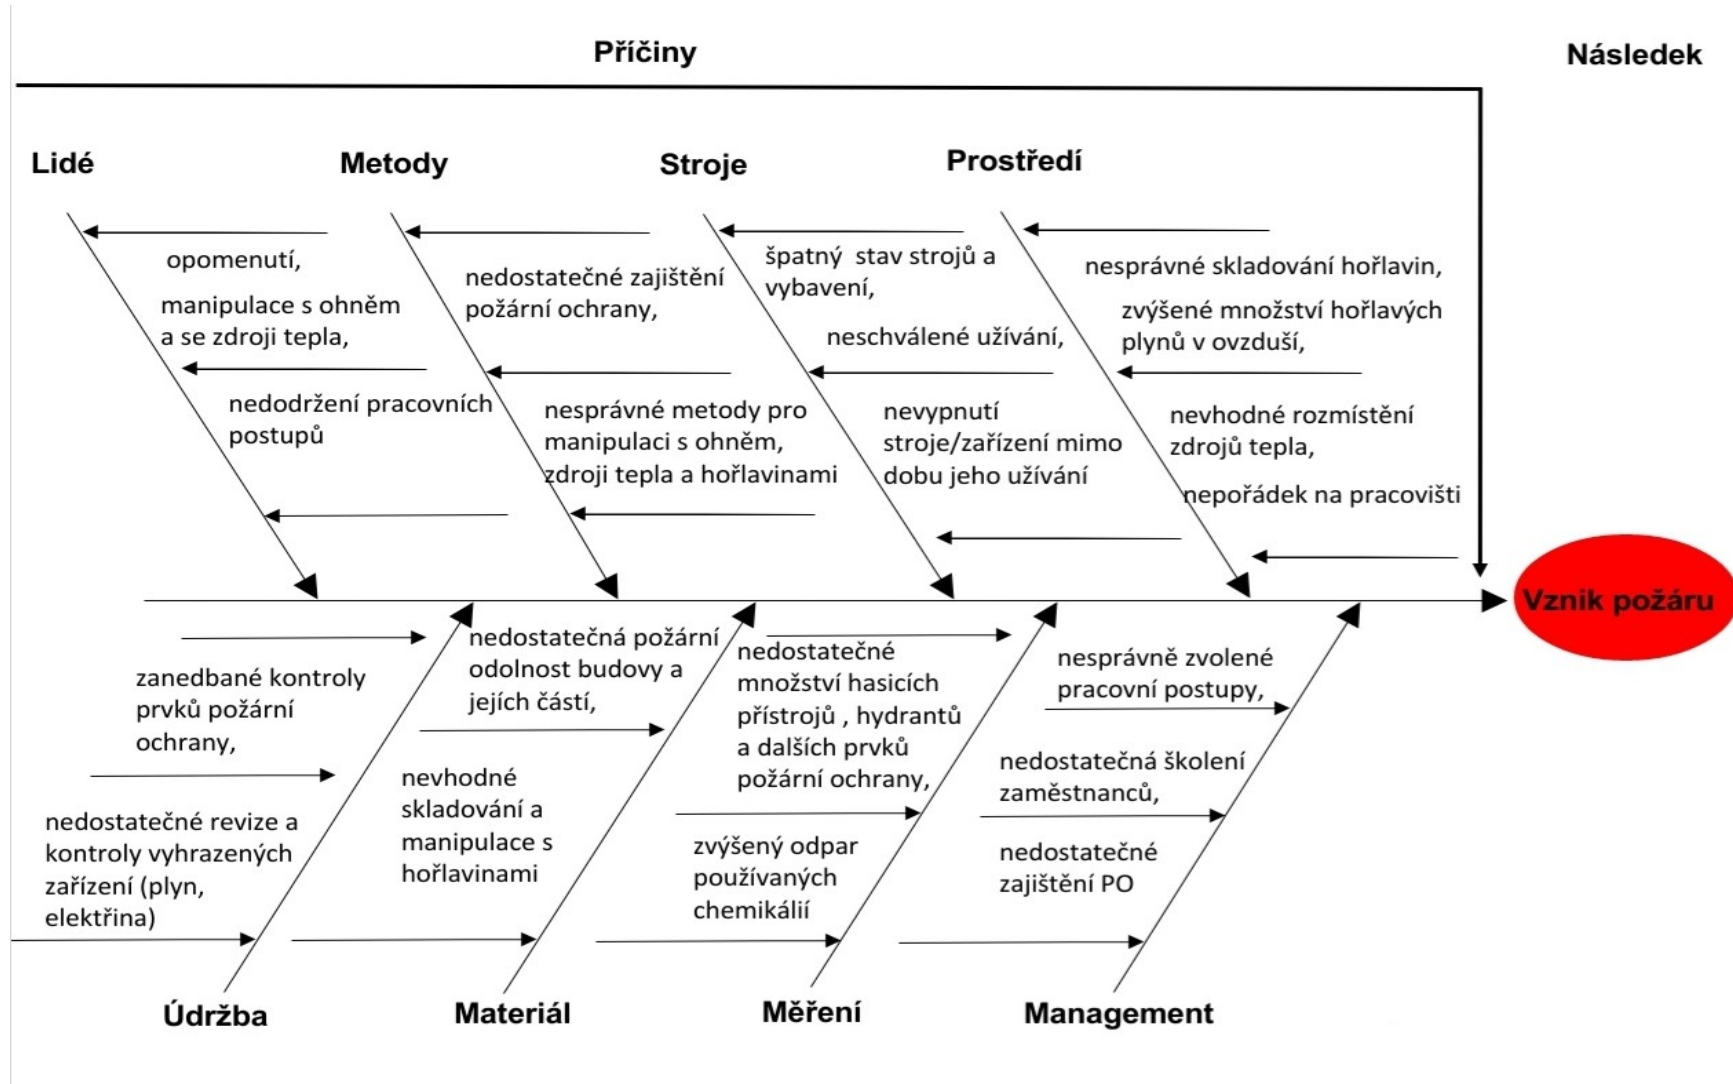 Příčiny
Následek
Lidé
Metody
Stroje
Prostředí
opomenutí,
manipulace s ohněm
a se zdroji tepla,
nedodržení pracovních
postupů
nedostatečné zajištění
požární ochrany,
nesprávné metody pro
manipulaci s ohněm,
zdroji tepla a hořlavinami
špatný stav strojů a
vybavení,
neschválené užívání,
nevypnutí
stroje/zařízení mimo
dobu jeho užívání
nesprávné skladování hořlavin,
zvýšené množství hořlavých
plynů v ovzduší,
nevhodné rozmístění
zdrojů tepla,
nepořádek na pracovišti
Vznik požáru
zanedbané kontroly
prvků požární
ochrany,
nedostatečné revize a
kontroly vyhrazených
zařízení (plyn,
elektřina)
nedostatečná požární
odolnost budovy a
jejích částí,
nevhodné
skladování a
manipulace s
hořlavinami
nedostatečné
množství hasicích
přístrojů , hydrantů
a dalších prvků
požární ochrany,
zvýšený odpar
používaných
chemikálií
nesprávně zvolené
pracovní postupy,
nedostatečná školení
zaměstnanců,
nedostatečné
zajištění PO
Údržba
Materiál
Měření
Management